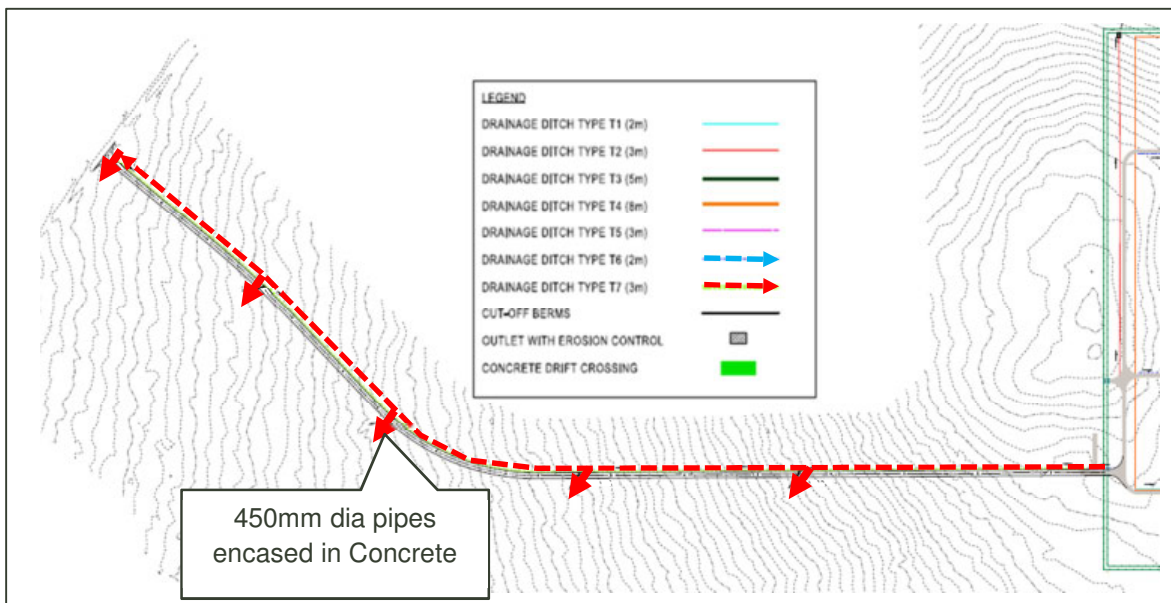 LEGEND
DRAINAGE DITCH TYPE T1 (2m)
DRAINAGE DITCH TYPE T2 (3m)
DRAINAGE DITCH TYPE T3 (5m)
DRAINAGE DITCH TYPE T4 (8m)
DRAINAGE DITCH TYPE T5 (3m)
DRAINAGE DITCH TYPE T6 (2m)
DRAINAGE DITCH TYPE T7 (3m)
CUT-OFF BERMS
OUTLET WITH EROSION CONTROL
CONCRETE DRIFT CROSSING
450mm dia pipes
encased in Concrete